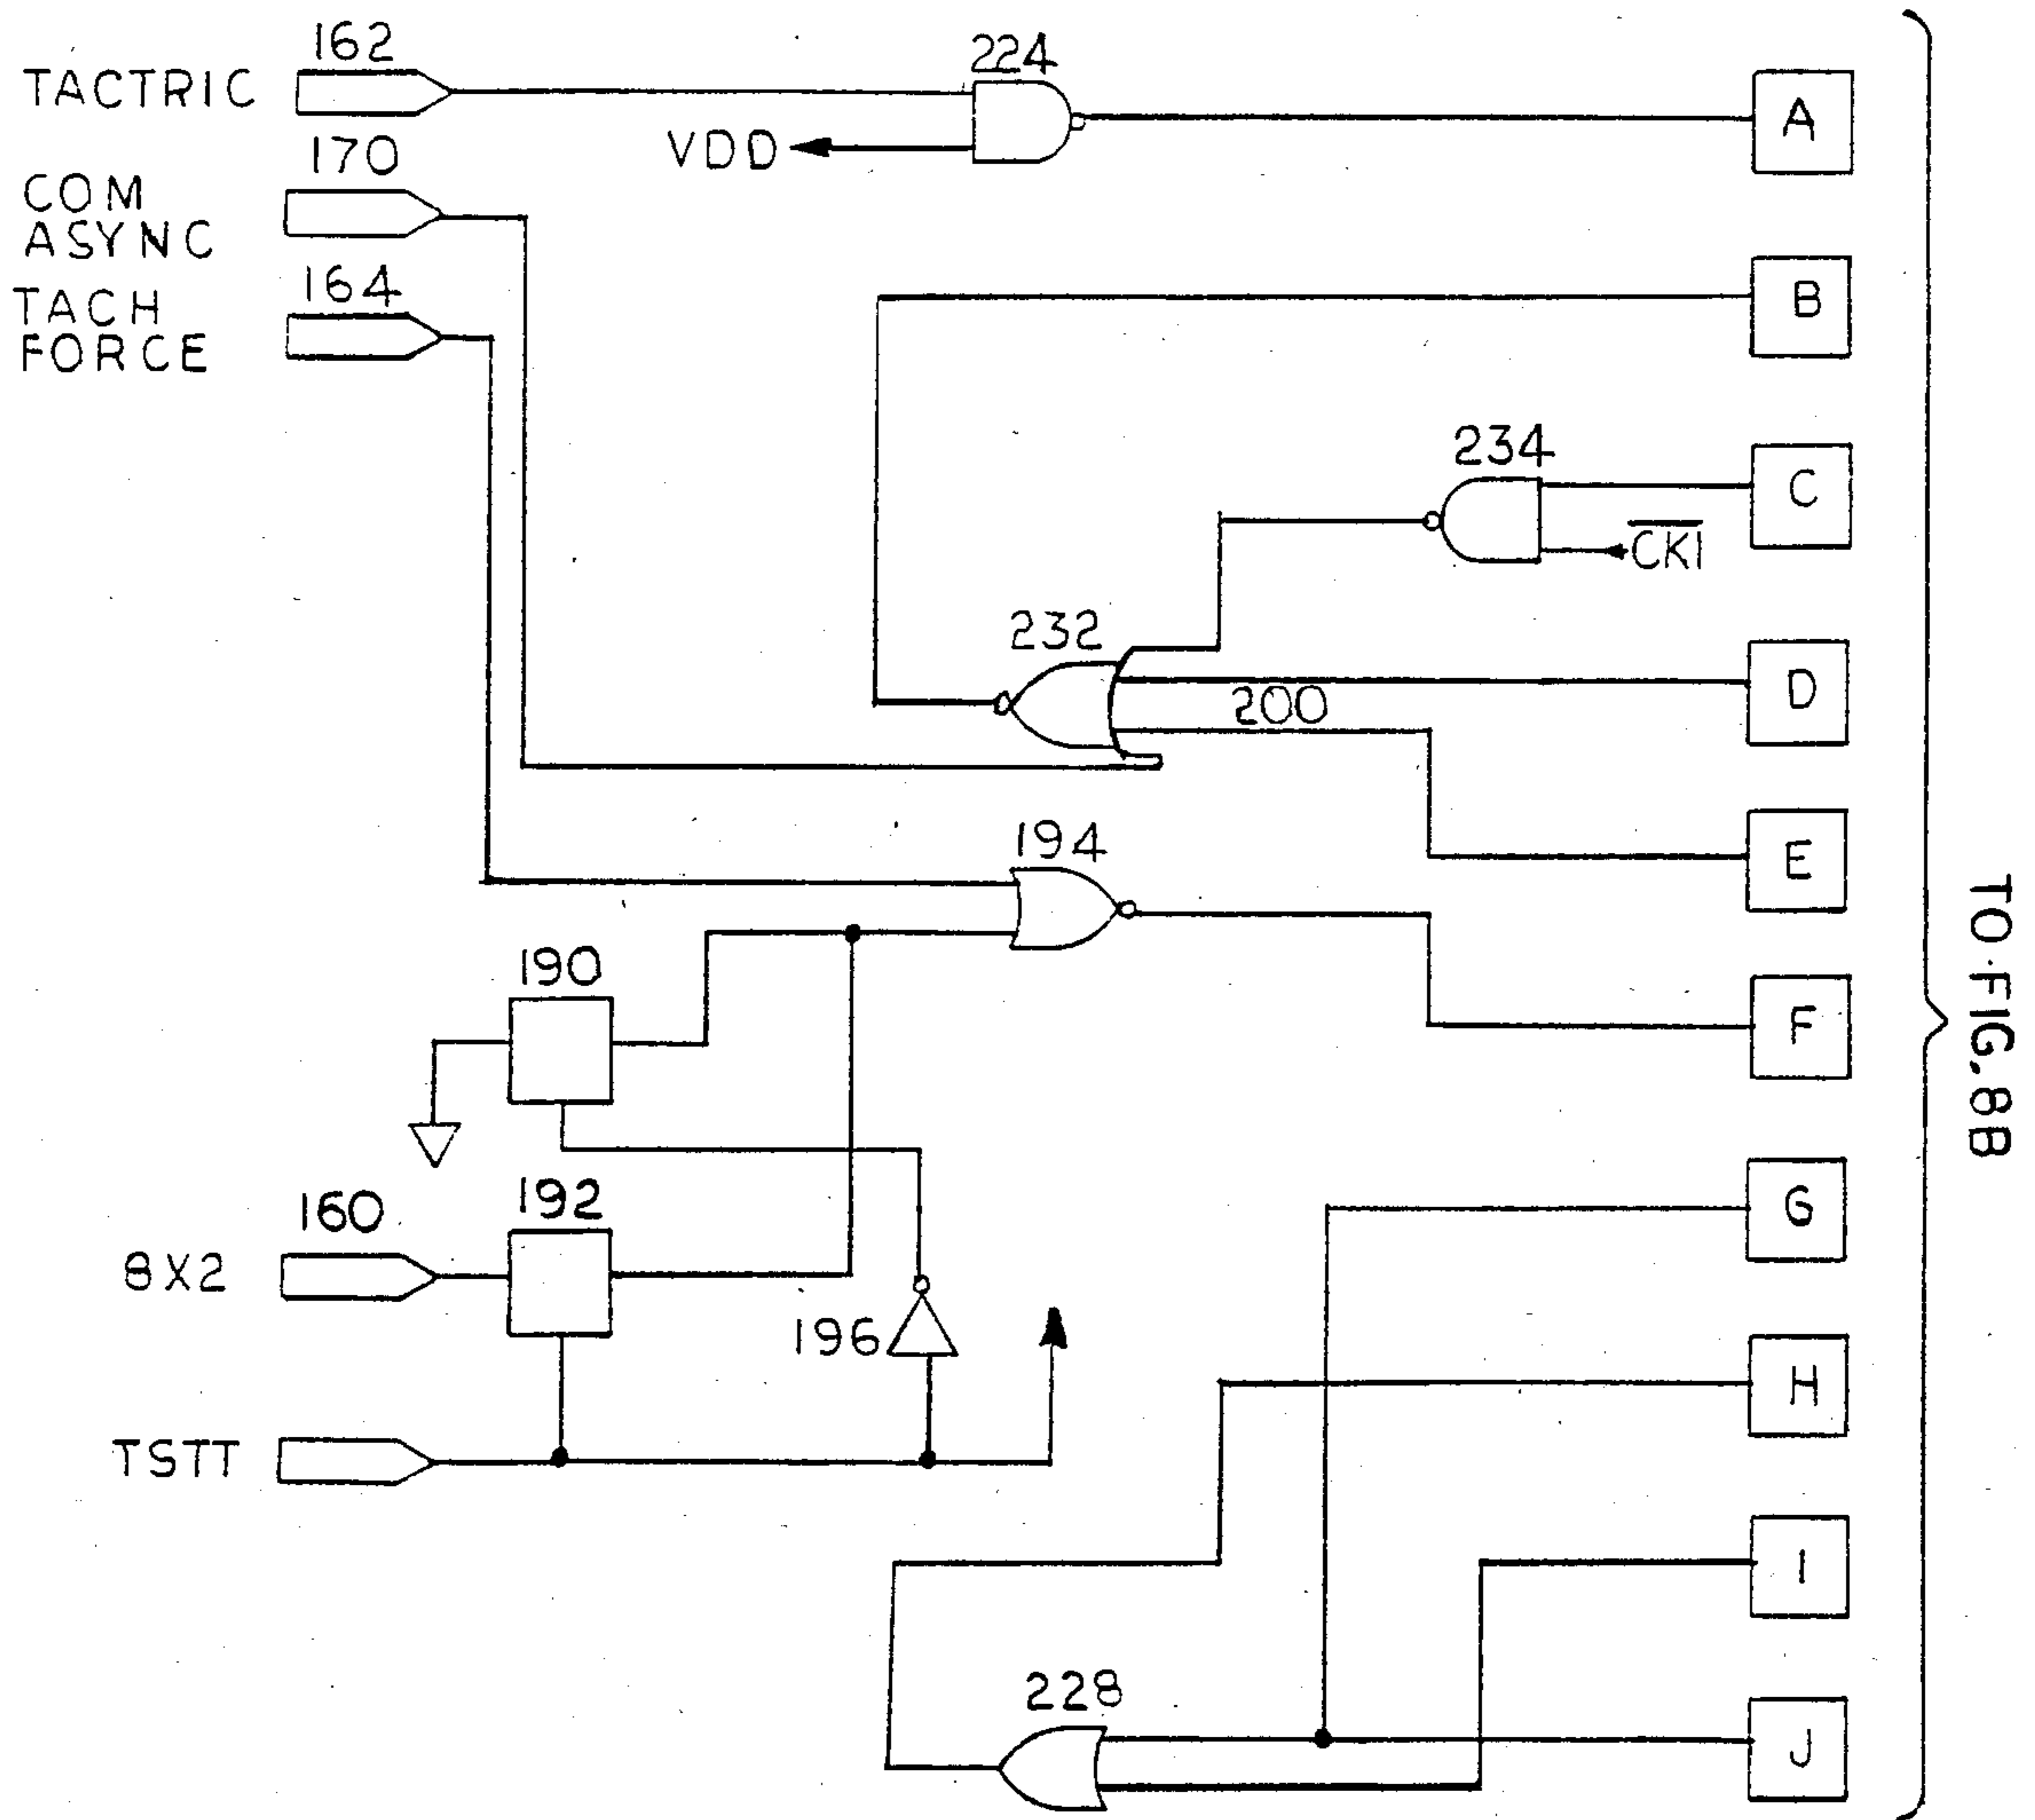 162
TACTRIC
224
A
VDD
170
COM
ASYNC
164
TACH
FORCE
B
234
C
CKI
232
D
200
E
194
190
F
TO FIG. 8B
160
192
G
8X2
196
H
TSTT
I
228
J